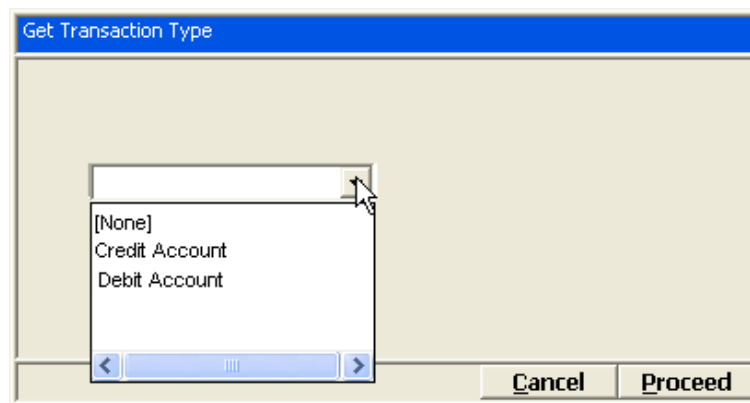 Get Transaction Type
[None]
Credit Account
Debit Account
Cancel Proceed